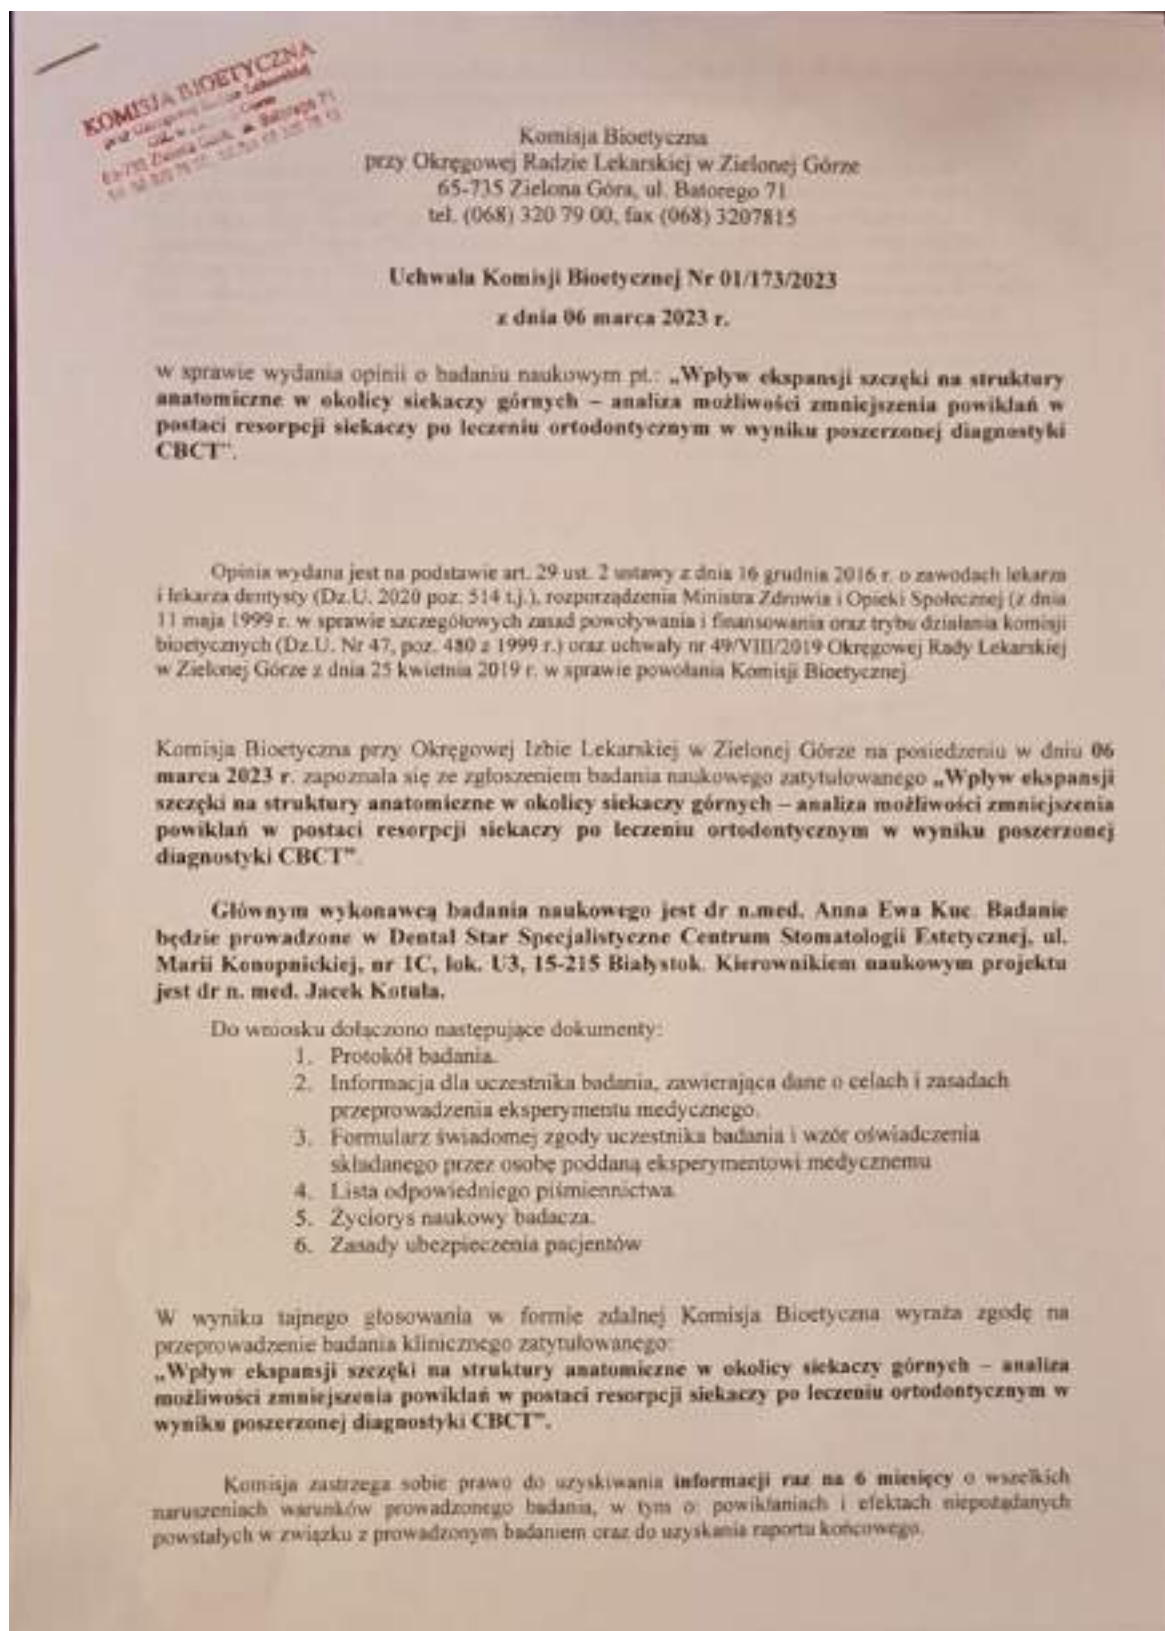 KOMISJA BIOETYCZNA
Komisja Bioetyczna
przy Okręgowej Radzie Lekarskiej w Zielonej Górze
65-735 Zielona Góra, ul. Batorego 71
tel. (068) 320 79 00, fax (068) 3207815
Uchwała Komisji Bioetycznej Nr 01/173/2023
z dnia 06 marca 2023 r.
w sprawie wydania opinii o badaniu naukowym pt.: „Wpływ ekspansji szczęki na struktury
anatomiczne w okolicy siekaczy górnych – analiza możliwości zmniejszenia powikłań w
postaci resorpcji siekaczy po leczeniu ortodontycznym w wyniku poszerzonej diagnostyki
CBCT".
Opinia wydana jest na podstawie art. 29 ust. 2 ustawy z dnia 16 grudnia 2016 r. o zawodach lekarza
i lekarza dentysty (Dz.U. 2020 poz. 514 t.j.), rozporządzenia Ministra Zdrowia i Opieki Społecznej (z dnia
11 maja 1999 r. w sprawie szczegółowych zasad powoływania i finansowania oraz trybu działania komisji
bioetycznych (Dz.U. Nr 47, poz. 480 z 1999 r.) oraz uchwały nr 49/VIII/2019 Okręgowej Rady Lekarskiej
w Zielonej Górze z dnia 25 kwietnia 2019 r. w sprawie powołania Komisji Bioetycznej.
Komisja Bioetyczna przy Okręgowej Izbie Lekarskiej w Zielonej Górze na posiedzeniu w dniu 06
marca 2023 r. zapoznała się ze zgłoszeniem badania naukowego zatytułowanego „Wpływ ekspansji
szczęki na struktury anatomiczne w okolicy siekaczy górnych – analiza możliwości zmniejszenia
powikłań w postaci resorpcji siekaczy po leczeniu ortodontycznym w wyniku poszerzonej
diagnostyki CBCT".
Głównym wykonawcą badania naukowego jest dr n.med. Anna Ewa Kuc. Badanie
będzie prowadzone w Dental Star Specjalistyczne Centrum Stomatologii Estetycznej, ul.
Marii Konopnickiej, nr 1C, lok. U3, 15-215 Białystok. Kierownikiem naukowym projektu
jest dr n. med. Jacek Kotuła.
Do wniosku dołączono następujące dokumenty:
1. Protokół badania.
2. Informacja dla uczestnika badania, zawierająca dane o celach i zasadach
przeprowadzenia eksperymentu medycznego.
3. Formularz świadomej zgody uczestnika badania i wzór oświadczenia
składanego przez osobę poddaną eksperymentowi medycznemu
4. Lista odpowiedniego piśmiennictwa.
5. Życiorys naukowy badacza.
6. Zasady ubezpieczenia pacjentów
W wyniku tajnego głosowania w formie zdalnej Komisja Bioetyczna wyraża zgodę na
przeprowadzenie badania klinicznego zatytułowanego:
„Wpływ ekspansji szczęki na struktury anatomiczne w okolicy siekaczy górnych – analiza
możliwości zmniejszenia powikłań w postaci resorpcji siekaczy po leczeniu ortodontycznym w
wyniku poszerzonej diagnostyki CBCT".
Komisja zastrzega sobie prawo do uzyskiwania informacji raz na 6 miesięcy o wszelkich
naruszeniach warunków prowadzonego badania, w tym o: powikłaniach i efektach niepożądanych
powstałych w związku z prowadzonym badaniem oraz do uzyskania raportu końcowego.